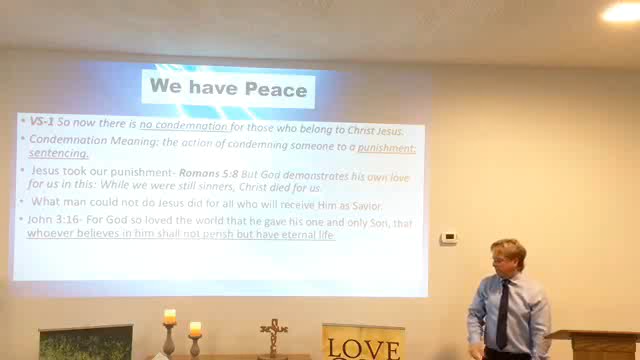 We have Peace
• VS-1 So now there is no condemnation for those who belong to Christ Jesus.
• Condemnation Meaning: the action of condemning someone to a punishment;
sentencing.
• Jesus took our punishment- Romans 5:8 But God demonstrates his own love
for us in this: While we were still sinners, Christ died for us.
• What man could not do Jesus did for all who will receive Him as Savior.
• John 3:16- For God so loved the world that he gave his one and only Son, that
whoever believes in him shall not perish but have eternal life.
LOVE